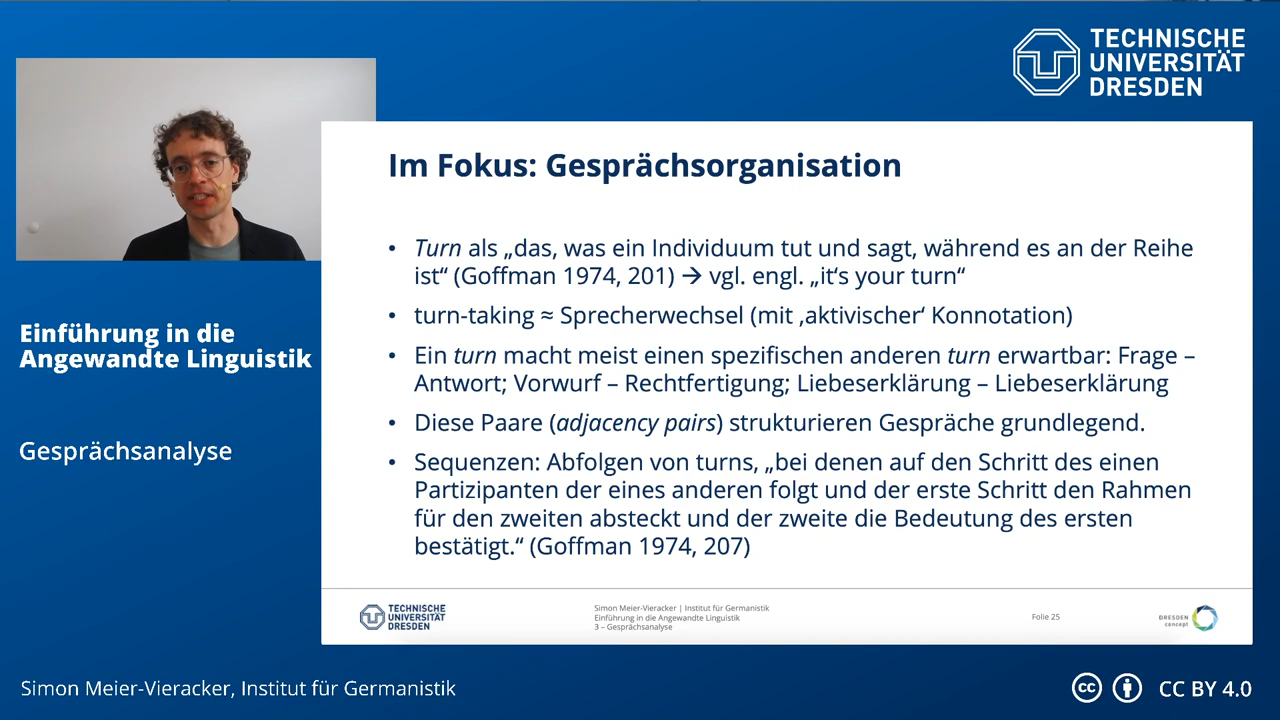 TECHNISCHE
UNIVERSITÄT
DRESDEN
Im Fokus: Gesprächsorganisation
• Turn als „das, was ein Individuum tut und sagt, während es an der Reihe
ist“ (Goffman 1974, 201) → vgl. engl. „it‘s your turn“
• turn-taking ≈ Sprecherwechsel (mit ‚aktivischer‘ Konnotation)
• Ein turn macht meist einen spezifischen anderen turn erwartbar: Frage –
Antwort; Vorwurf – Rechtfertigung; Liebeserklärung – Liebeserklärung
• Diese Paare (adjacency pairs) strukturieren Gespräche grundlegend.
• Sequenzen: Abfolgen von turns, „bei denen auf den Schritt des einen
Partizipanten der eines anderen folgt und der erste Schritt den Rahmen
für den zweiten absteckt und der zweite die Bedeutung des ersten
bestätigt.“ (Goffman 1974, 207)
Einführung in die
Angewandte Linguistik
Gesprächsanalyse
TECHNISCHE
UNIVERSITÄT
DRESDEN
Simon Meier-Vieracker | Institut für Germanistik
Einführung in die Angewandte Linguistik
3 – Gesprächsanalyse
Folie 25
DRESDEN
concept
Simon Meier-Vieracker, Institut für Germanistik
cc CC BY 4.0